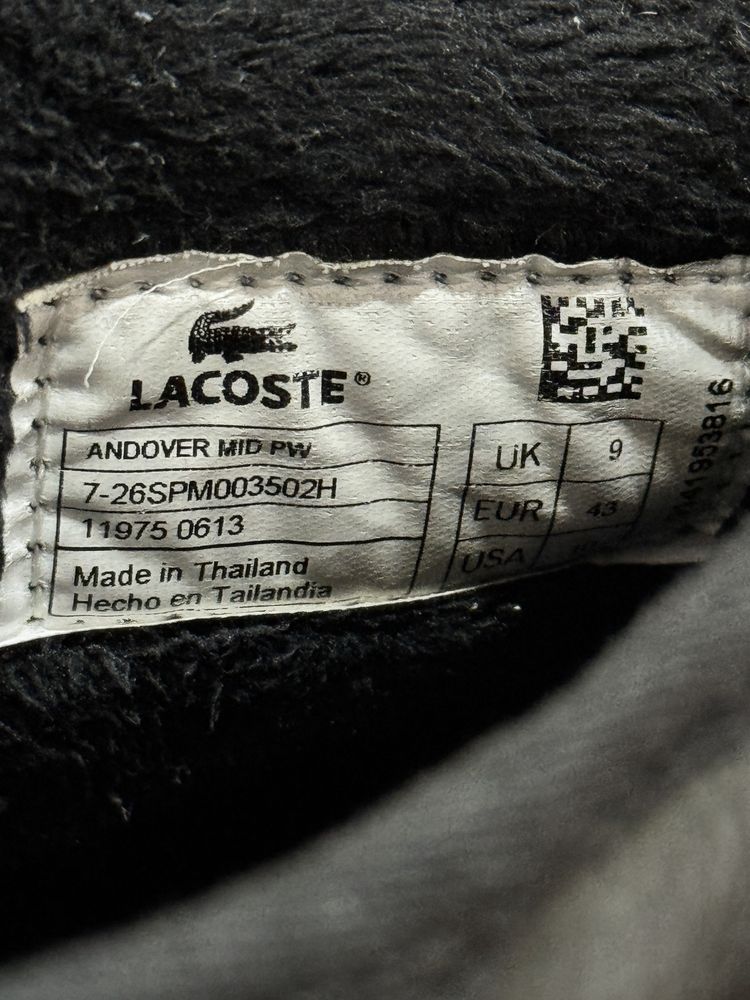 LACOSTE®
ANDOVER MID PW
7-26SPM003502H
11975 0613
Made in Thailand
Hecho en Tailandia
UK 9
EUR 43
USA